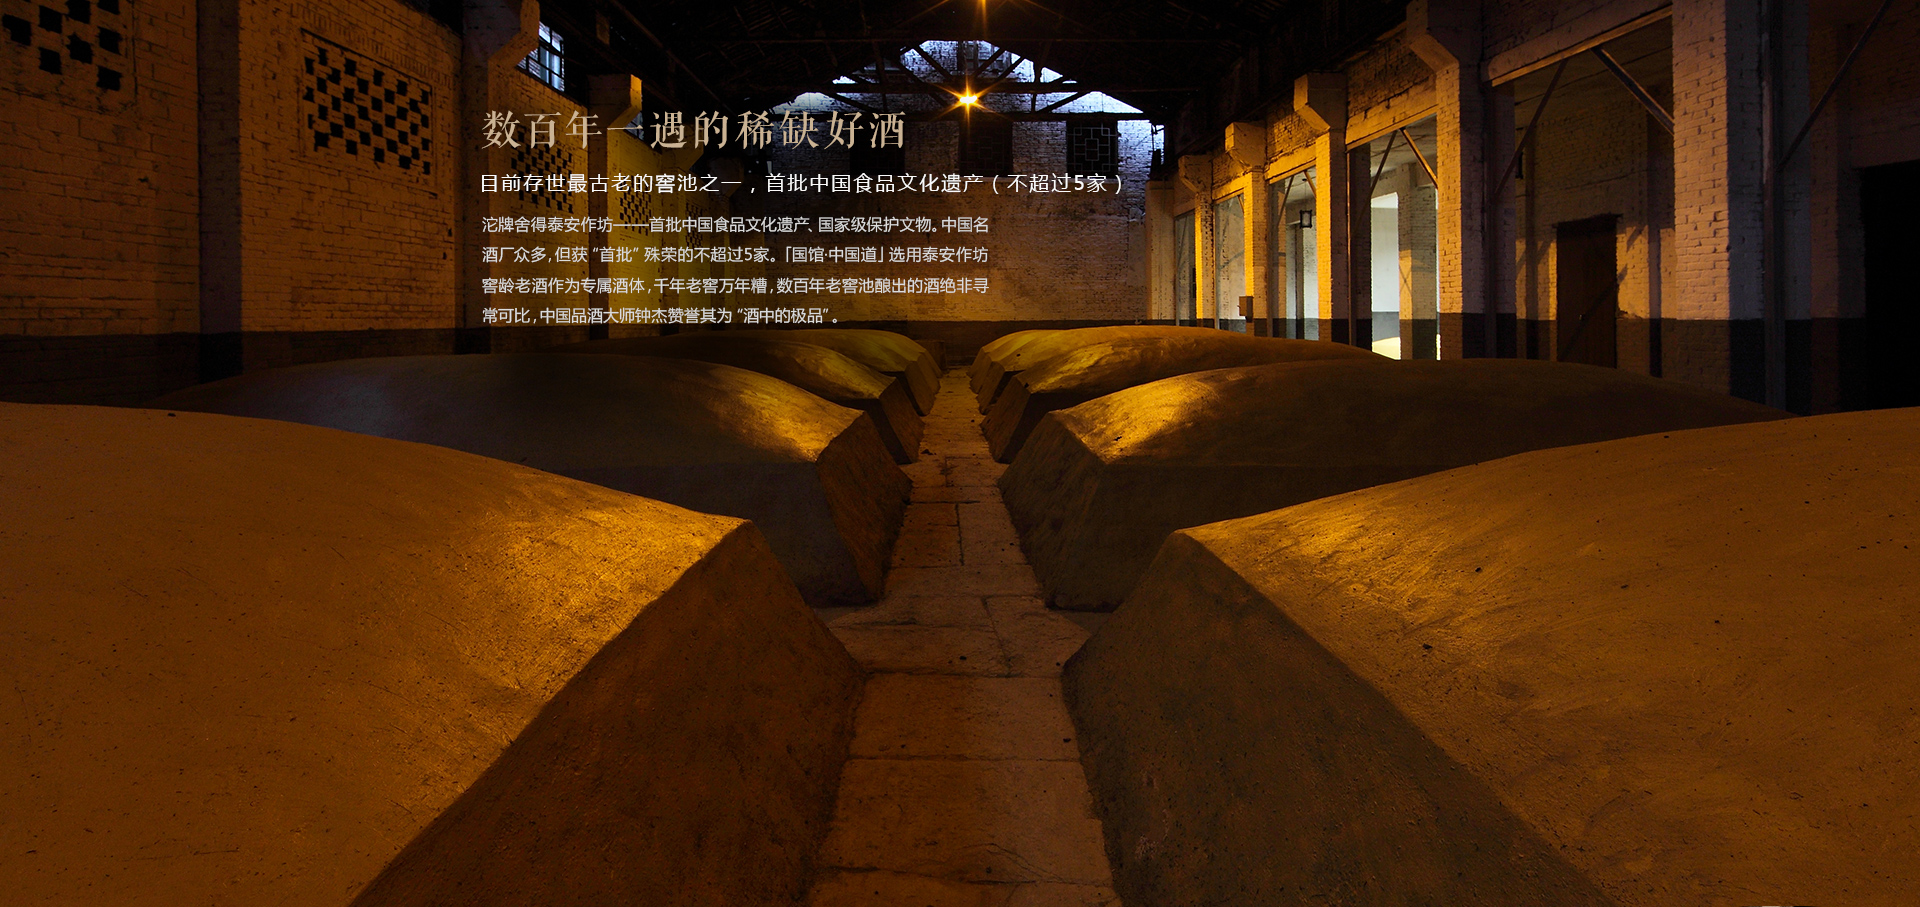 数百年一遇的稀缺好酒
目前存世最古老的窖池之一，首批中国食品文化遗产（不超过5家）
沱牌舍得泰安作坊——首批中国食品文化遗产、国家级保护文物。中国名
酒厂众多，但获“首批”殊荣的不超过5家。「国馆·中国道」选用泰安作坊
窖龄老酒作为专属酒体，千年老窖万年糟，数百年老窖池酿出的酒绝非寻
常可比，中国品酒大师钟杰赞誉其为“酒中的极品”。